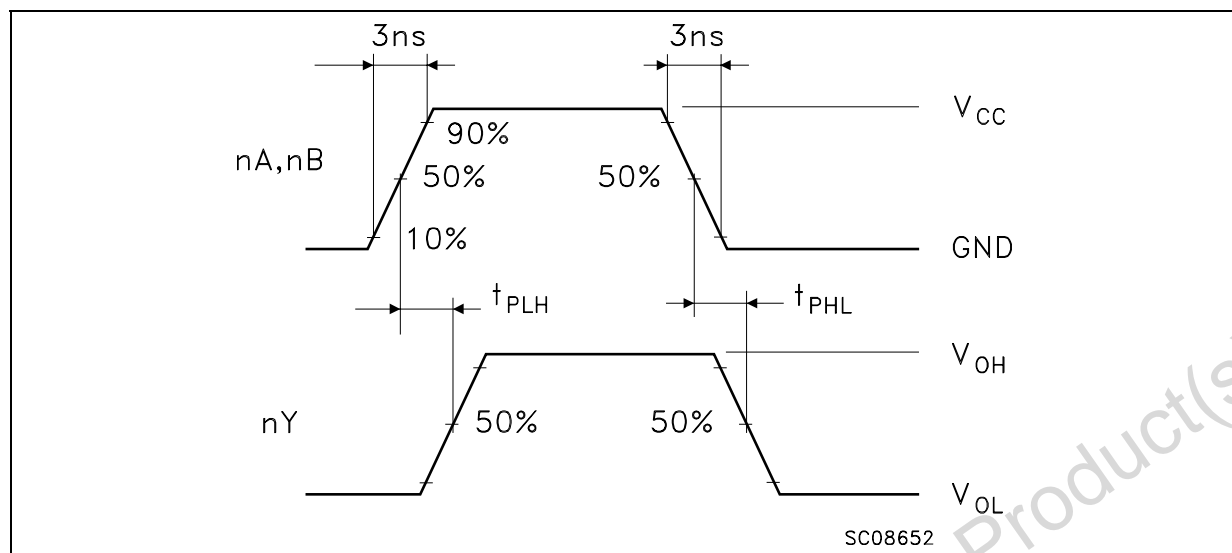 3ns 3ns
V_CC
90%
nA,nB 50% 50%
10% GND
t_PLH t_PHL
V_OH
nY 50% 50%
V_OL
SC08652
Product(s